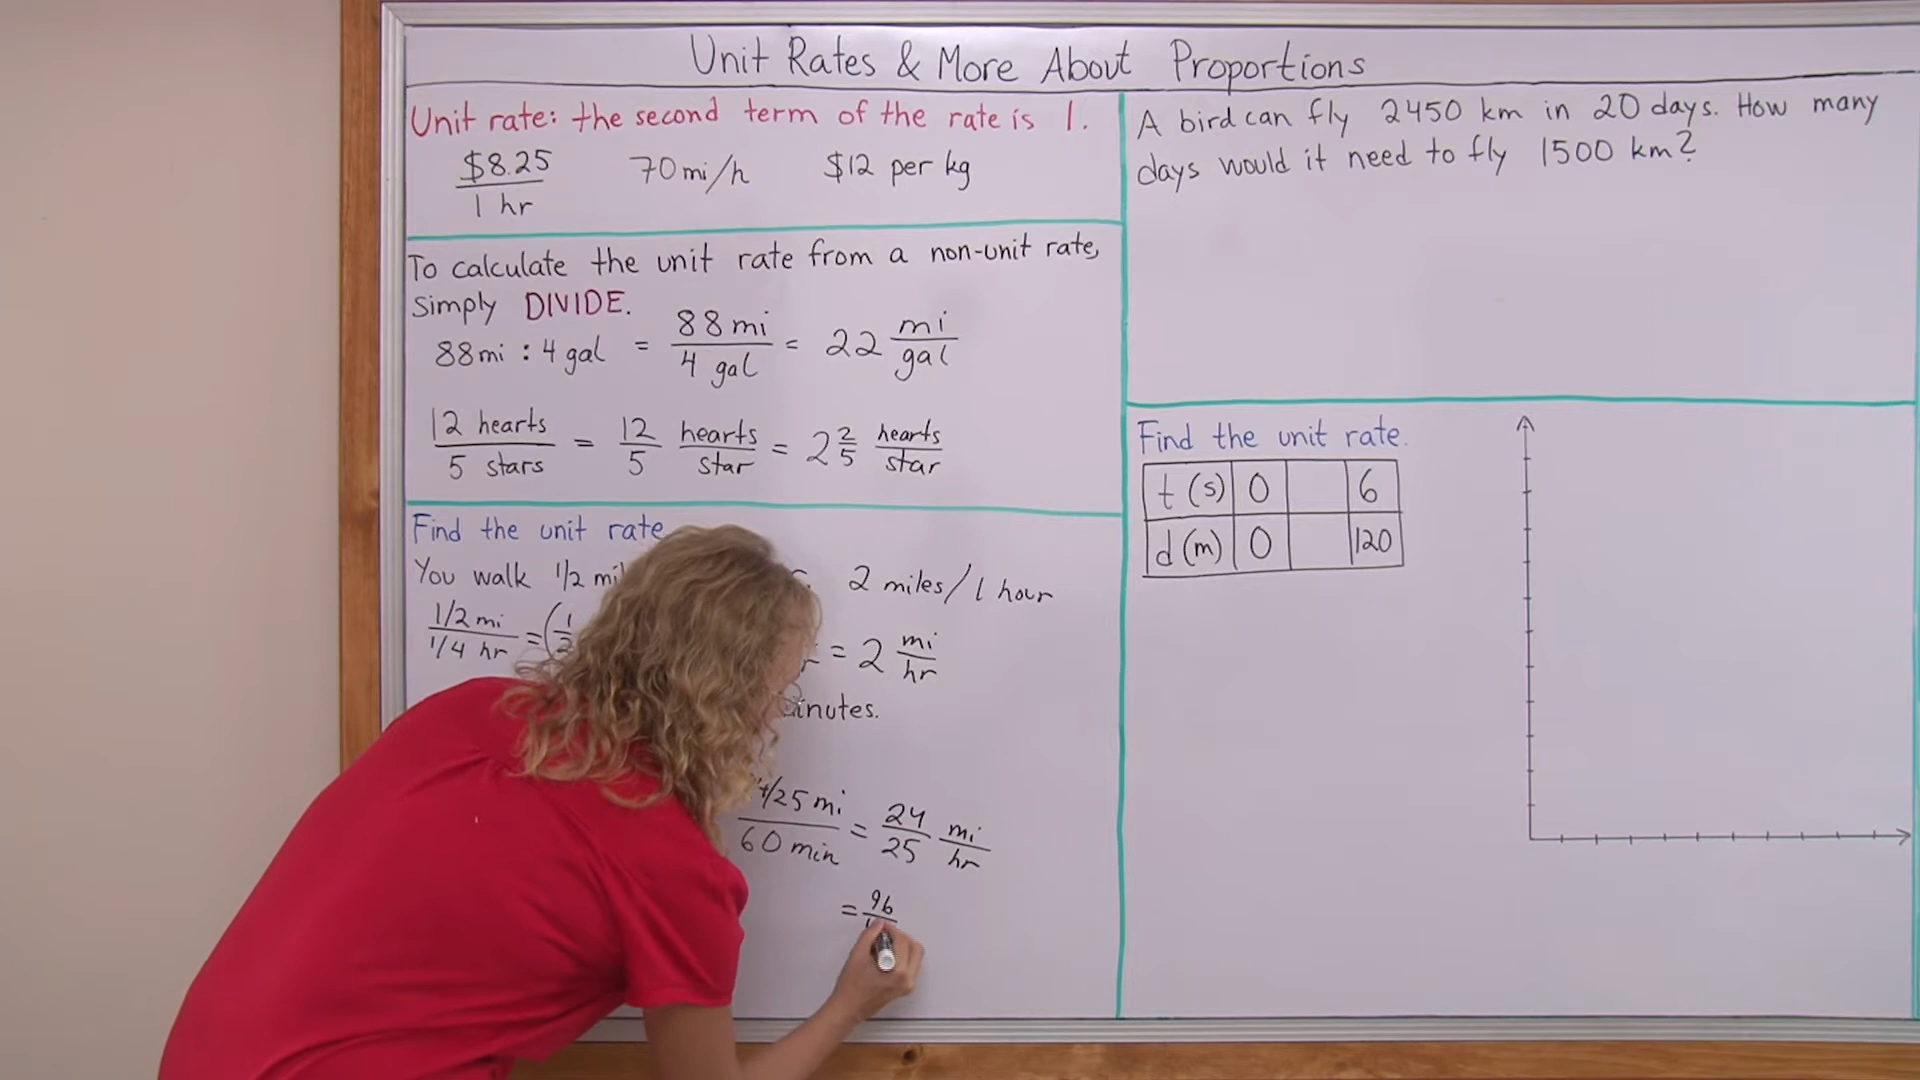 Unit Rates & More About Proportions
Unit rate: the second term of the rate is 1.
$8.25 / 1 hr 70 mi/h $12 per kg
To calculate the unit rate from a non-unit rate,
simply DIVIDE.
88mi : 4 gal = 88 mi / 4 gal = 22 mi / gal
12 hearts / 5 stars = 12 / 5 hearts / star = 2 2/5 hearts / star
Find the unit rate
You walk 1/2 2 miles / 1 hour
1/2 mi / 1/4 hr = ( 1/2 = 2 mi / hr
/25 mi / 60 min = 24 / 25 mi / hr
= 96
A bird can fly 2450 km in 20 days. How many
days would it need to fly 1500 km?
Find the unit rate.
t (s) 0 6
d (m) 0 120